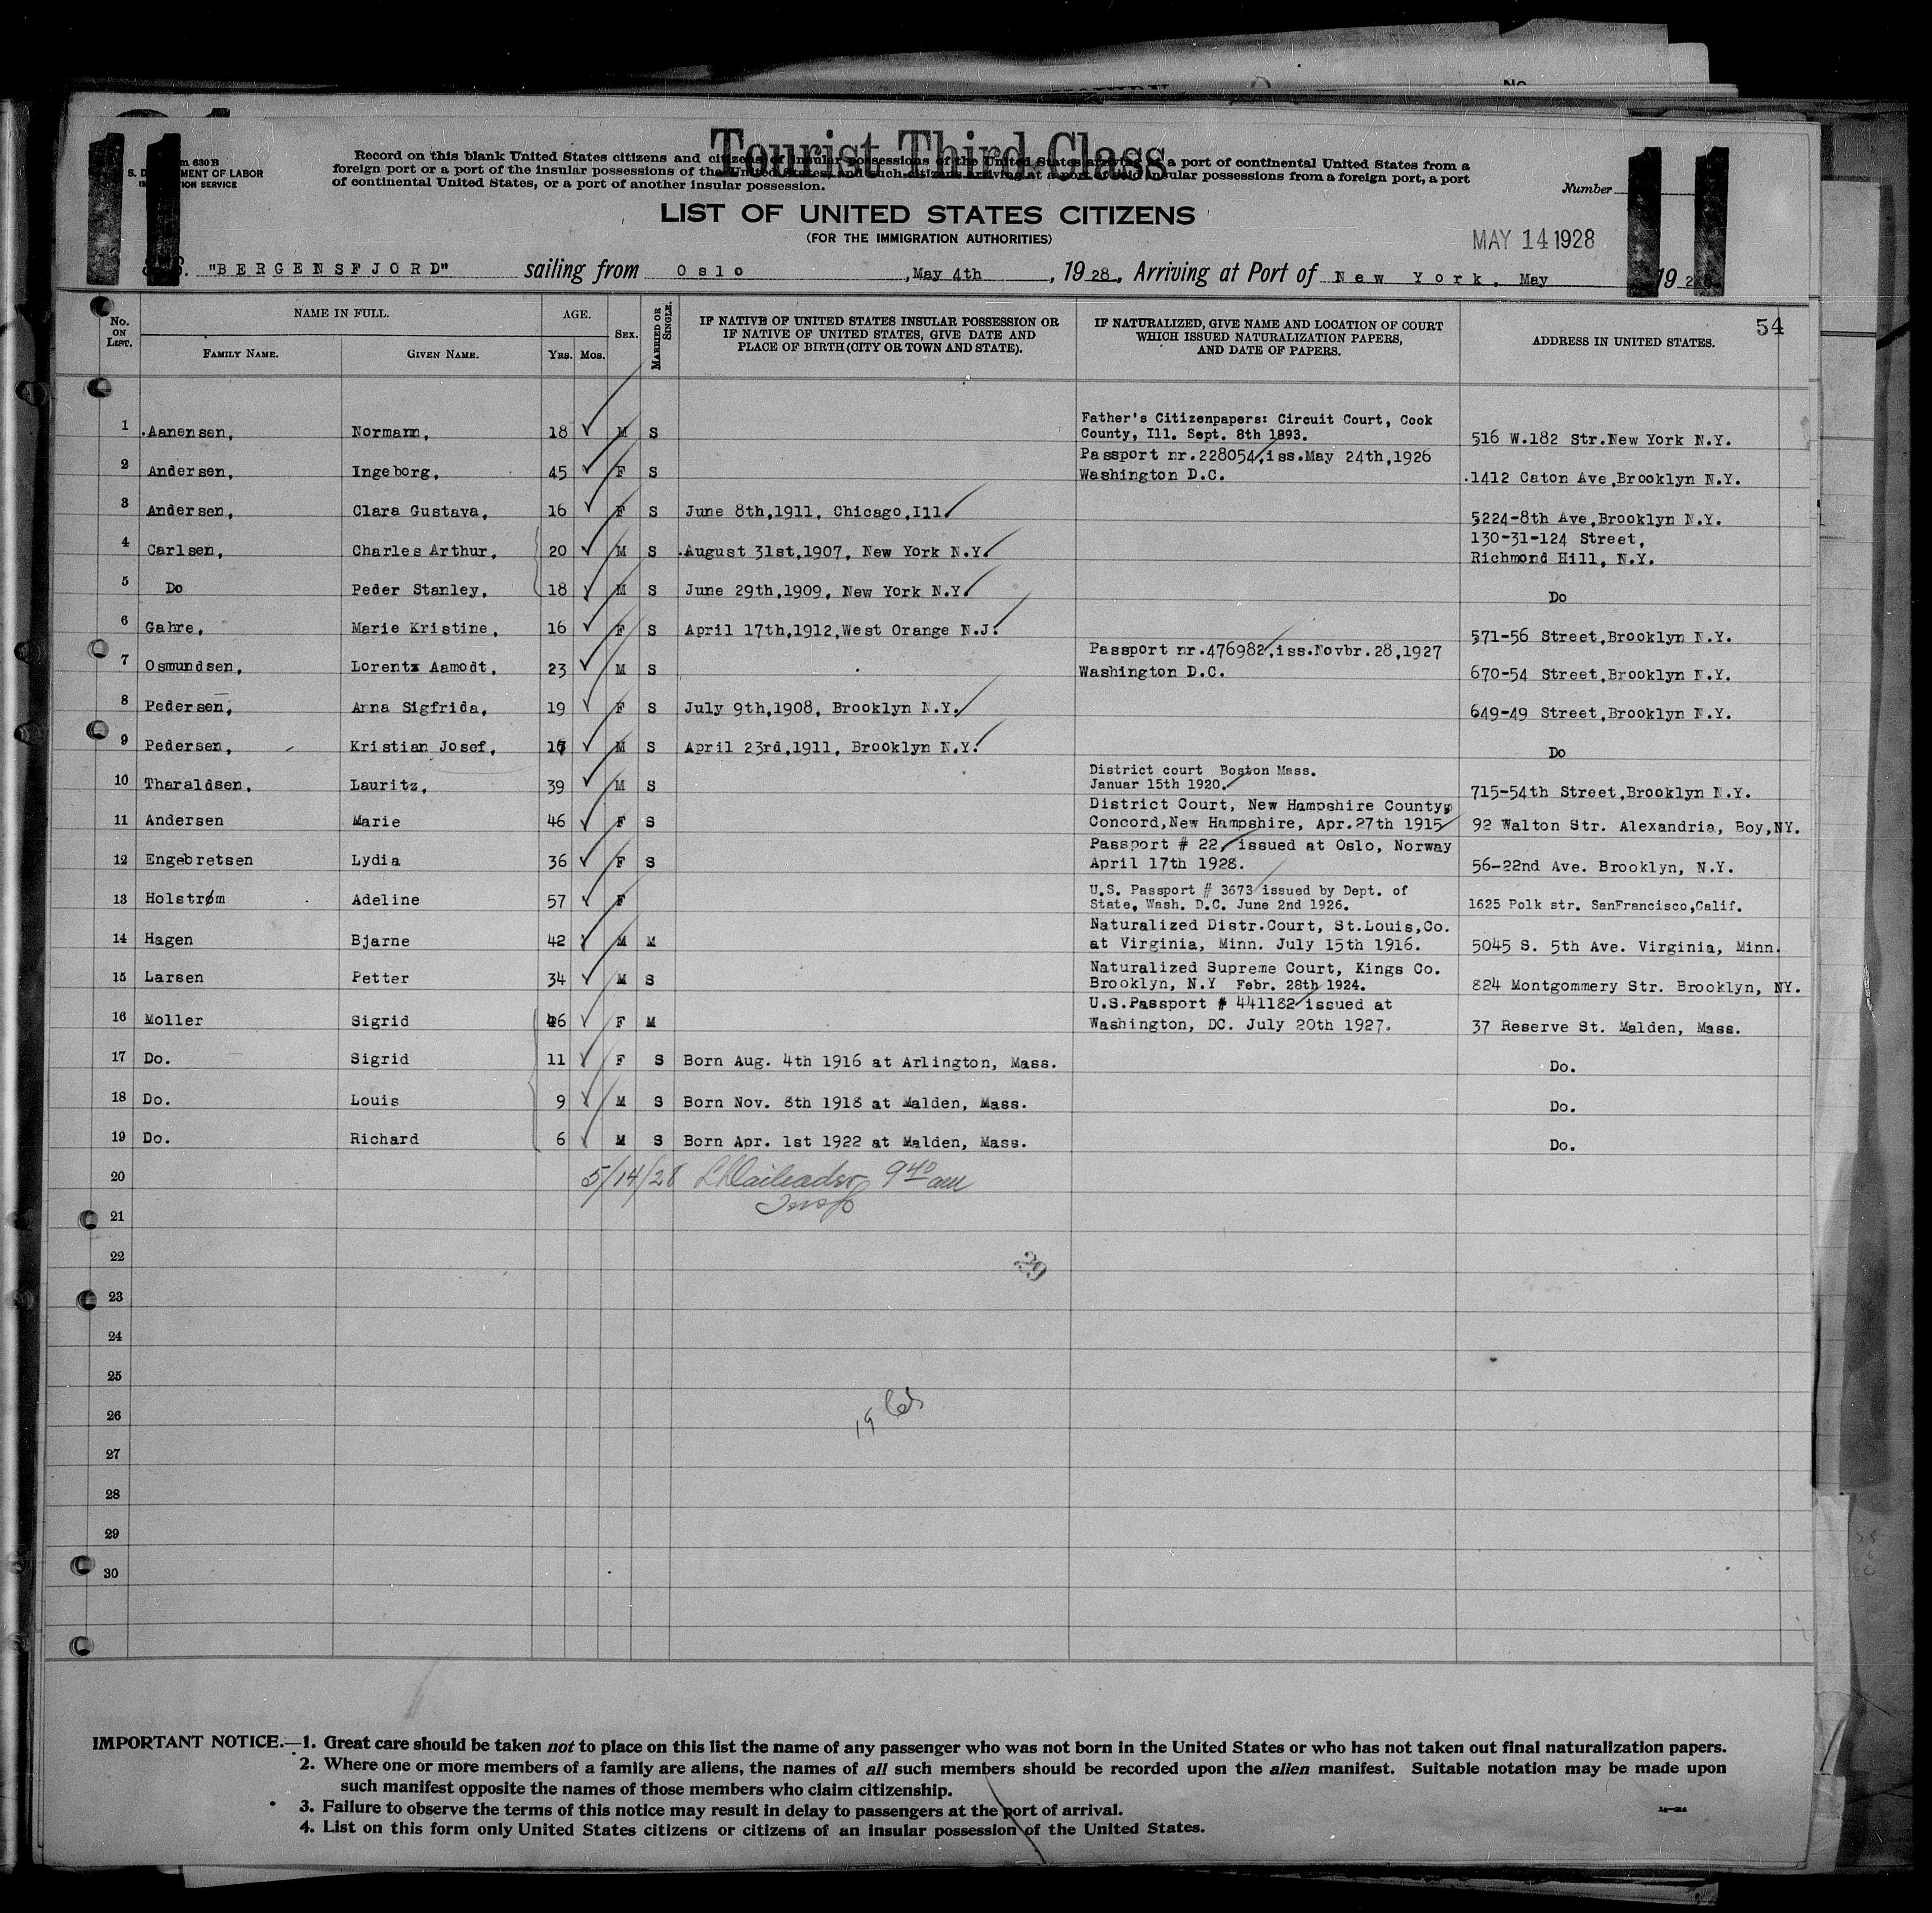 Tourist Third Class
m 630 B
MENT OF LABOR
ION SERVICE
Record on this blank United States citizens and citizens of insular possessions of the United States arriving at a port of continental United States from a
foreign port or a port of the insular possessions of the United States, and such citizens arriving at a port of said insular possessions from a foreign port, a port
of continental United States, or a port of another insular possession.
Number
LIST OF UNITED STATES CITIZENS
(FOR THE IMMIGRATION AUTHORITIES)
MAY 14 1928
S. "BERGENSFJORD" sailing from Oslo, May 4th, 1928, Arriving at Port of New York, May 192
54
No. ON LIST.
NAME IN FULL.
FAMILY NAME. GIVEN NAME.
AGE.
YRS. MOS.
SEX.
MARRIED OR SINGLE.
IF NATIVE OF UNITED STATES INSULAR POSSESSION OR
IF NATIVE OF UNITED STATES, GIVE DATE AND
PLACE OF BIRTH (CITY OR TOWN AND STATE).
IF NATURALIZED, GIVE NAME AND LOCATION OF COURT
WHICH ISSUED NATURALIZATION PAPERS,
AND DATE OF PAPERS.
ADDRESS IN UNITED STATES.
Father's Citizenpapers: Circuit Court, Cook
1 Aanensen, Normann, 18 M S County, Ill. Sept. 8th 1893. 516 W.182 Str.New York N.Y.
Passport nr.228054,iss.May 24th,1926
2 Andersen, Ingeborg, 45 F S Washington D.C. 1412 Caton Ave,Brooklyn N.Y.
3 Andersen, Clara Gustava, 16 F S June 8th,1911, Chicago,Ill. 5224-8th Ave,Brooklyn N.Y.
130-31-124 Street,
4 Carlsen, Charles Arthur, 20 M S August 31st,1907, New York N.Y. Richmond Hill, N.Y.
5 Do Peder Stanley, 18 M S June 29th,1909, New York N.Y. Do
6 Gahre, Marie Kristine, 16 F S April 17th,1912,West Orange N.J. 571-56 Street,Brooklyn N.Y.
Passport nr.476982,iss.Novbr.28,1927
7 Osmundsen, Lorentz Aamodt, 23 M S Washington D.C. 670-54 Street,Brooklyn N.Y.
8 Pedersen, Arna Sigfrida, 19 F S July 9th,1908, Brooklyn N.Y. 649-49 Street,Brooklyn N.Y.
9 Pedersen, Kristian Josef, 17 M S April 23rd,1911, Brooklyn N.Y. Do
District court Boston Mass.
10 Tharaldsen, Lauritz, 39 M S Januar 15th 1920. 715-54th Street,Brooklyn N.Y.
District Court, New Hampshire County,
11 Andersen Marie 46 F S Concord,New Hampshire, Apr.27th 1915 92 Walton Str. Alexandria, Boy,NY.
Passport # 22, issued at Oslo, Norway
12 Engebretsen Lydia 36 F S April 17th 1928. 56-22nd Ave. Brooklyn, N.Y.
U.S. Passport # 3673 issued by Dept. of
13 Holstrøm Adeline 57 F State, Wash. D.C. June 2nd 1926. 1625 Polk str. SanFrancisco,Calif.
Naturalized Distr.Court, St.Louis,Co.
14 Hagen Bjarne 42 M M at Virginia, Minn. July 15th 1916. 5045 S. 5th Ave. Virginia, Minn.
Naturalized Supreme Court, Kings Co.
15 Larsen Petter 34 M S Brooklyn, N.Y Febr. 28th 1924. 824 Montgommery Str. Brooklyn, NY.
U.S.Passport # 441182 issued at
16 Moller Sigrid 46 F M Washington, DC. July 20th 1927. 37 Reserve St. Malden, Mass.
17 Do. Sigrid 11 F S Born Aug. 4th 1916 at Arlington, Mass. Do.
18 Do. Louis 9 M S Born Nov. 8th 1918 at Malden, Mass. Do.
19 Do. Richard 6 M S Born Apr. 1st 1922 at Malden, Mass. Do.
20 5/14/28 9 40 am
Insp
21
22
29
23
24
25
26
19
27
28
29
30
IMPORTANT NOTICE.—1. Great care should be taken not to place on this list the name of any passenger who was not born in the United States or who has not taken out final naturalization papers.
2. Where one or more members of a family are aliens, the names of all such members should be recorded upon the alien manifest. Suitable notation may be made upon
such manifest opposite the names of those members who claim citizenship.
3. Failure to observe the terms of this notice may result in delay to passengers at the port of arrival.
4. List on this form only United States citizens or citizens of an insular possession of the United States.